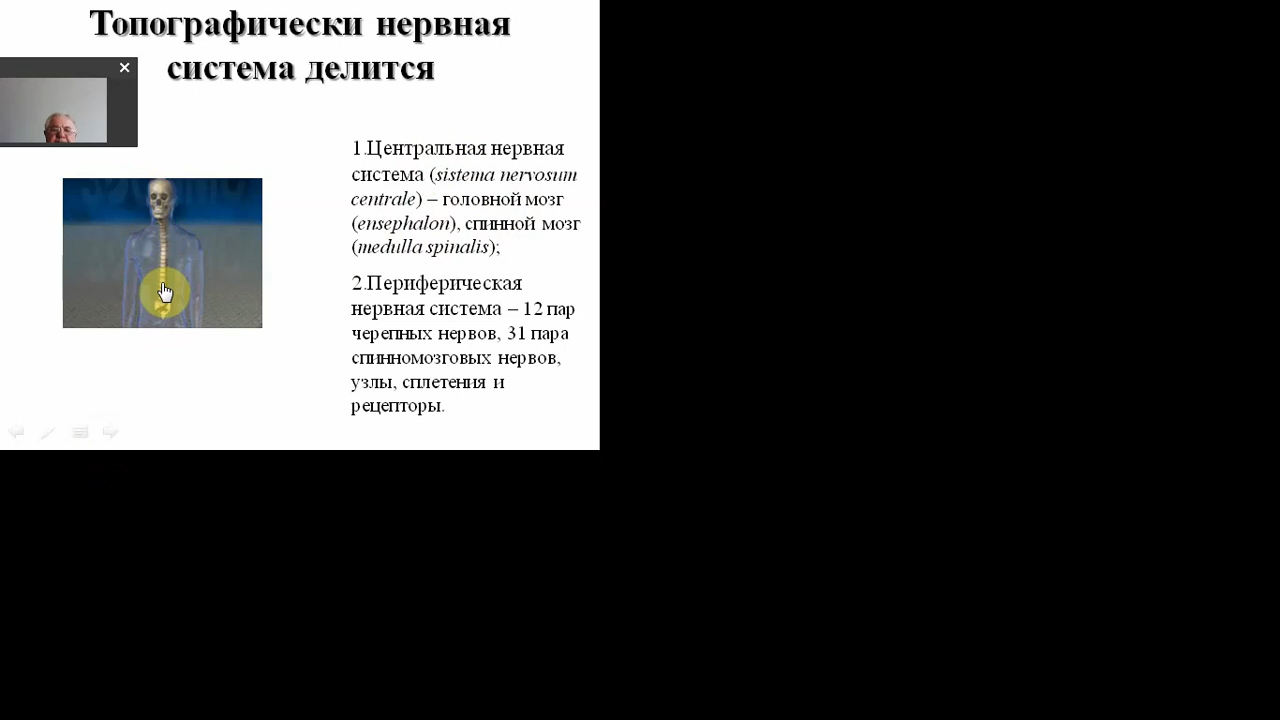 Топографически нервная
система делится
1.Центральная нервная
система (sistema nervosum
centrale) – головной мозг
(ensephalon), спинной мозг
(medulla spinalis);
2.Периферическая
нервная система – 12 пар
черепных нервов, 31 пара
спинномозговых нервов,
узлы, сплетения и
рецепторы.